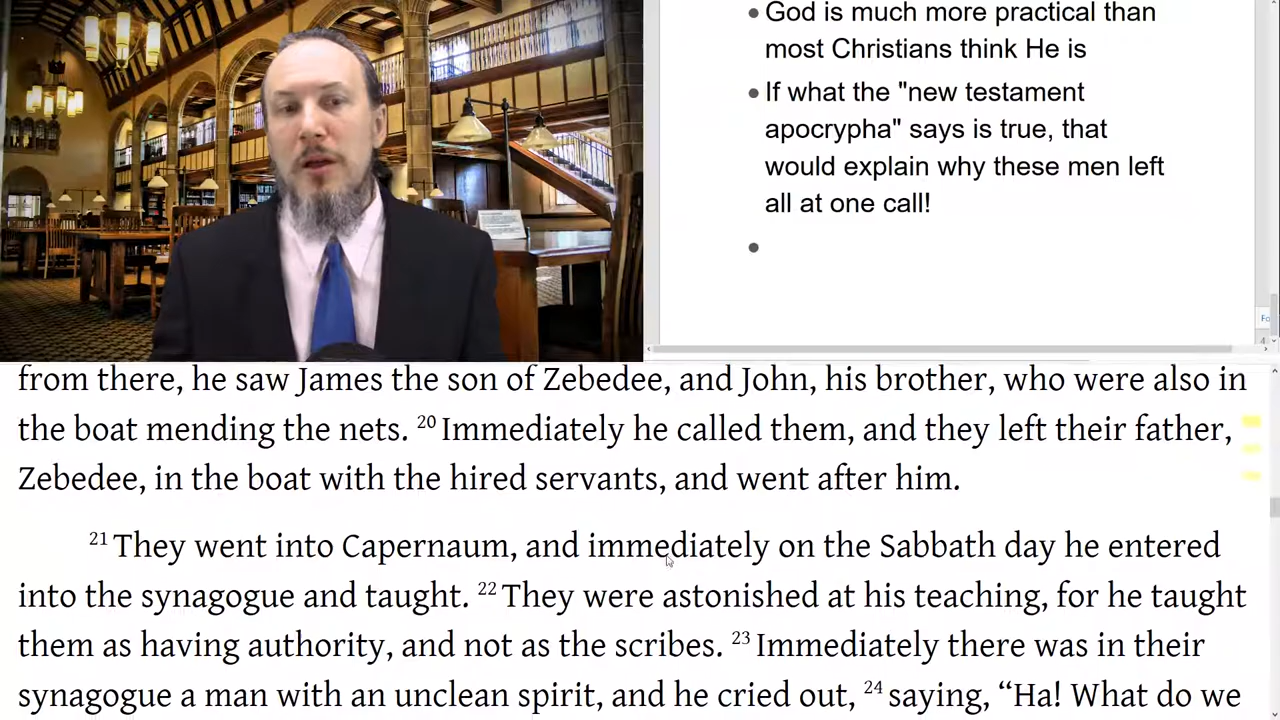 God is much more practical than
most Christians think He is
If what the "new testament
apocrypha" says is true, that
would explain why these men left
all at one call!
from there, he saw James the son of Zebedee, and John, his brother, who were also in
the boat mending the nets. 20 Immediately he called them, and they left their father,
Zebedee, in the boat with the hired servants, and went after him.
21 They went into Capernaum, and immediately on the Sabbath day he entered
into the synagogue and taught. 22 They were astonished at his teaching, for he taught
them as having authority, and not as the scribes. 23 Immediately there was in their
synagogue a man with an unclean spirit, and he cried out, 24 saying, “Ha! What do we